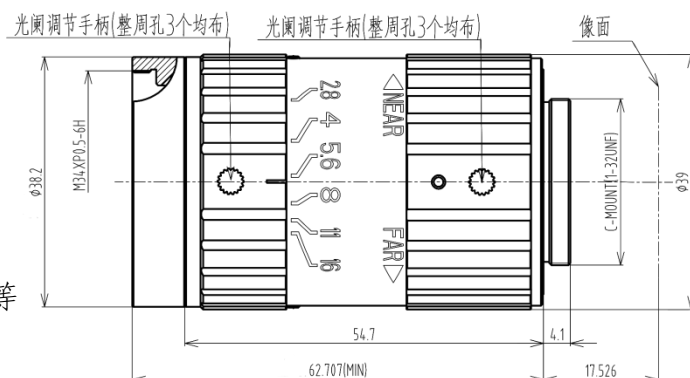 光阑调节手柄(整周孔3个均布)
光阑调节手柄(整周孔3个均布)
像面
φ38.2
M34XP0.5-6H
28
4
5.6
8
11
16
NEAR
FAR
C-MOUNT(1-32UNF)
φ39
等
54.7
4.1
62.707(MIN)
17.526